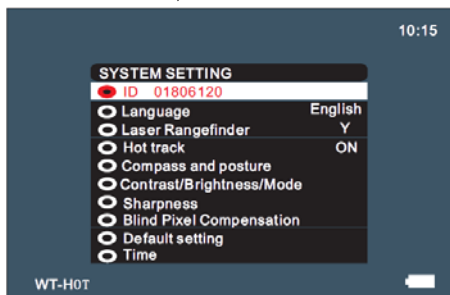 10:15
SYSTEM SETTING
ID 01806120
Language English
Laser Rangefinder Y
Hot track ON
Compass and posture
Contrast/Brightness/Mode
Sharpness
Blind Pixel Compensation
Default setting
Time
WT-H0T